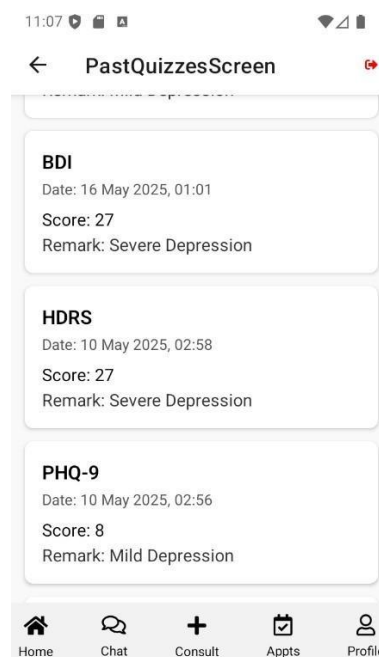 11:07
PastQuizzesScreen
BDI
Date: 16 May 2025, 01:01
Score: 27
Remark: Severe Depression
HDRS
Date: 10 May 2025, 02:58
Score: 27
Remark: Severe Depression
PHQ-9
Date: 10 May 2025, 02:56
Score: 8
Remark: Mild Depression
Home Chat Consult Appts Profile